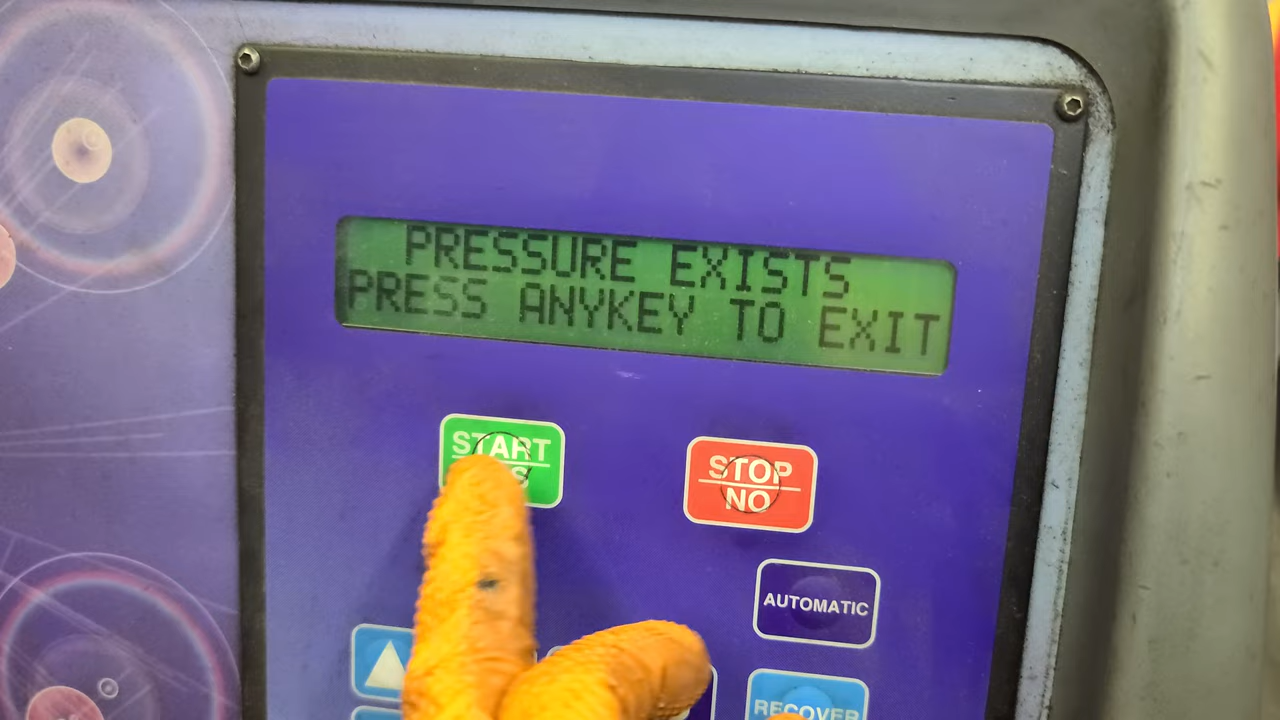 PRESSURE EXISTS
PRESS ANYKEY TO EXIT
START
STOP
NO
AUTOMATIC
RECOVER